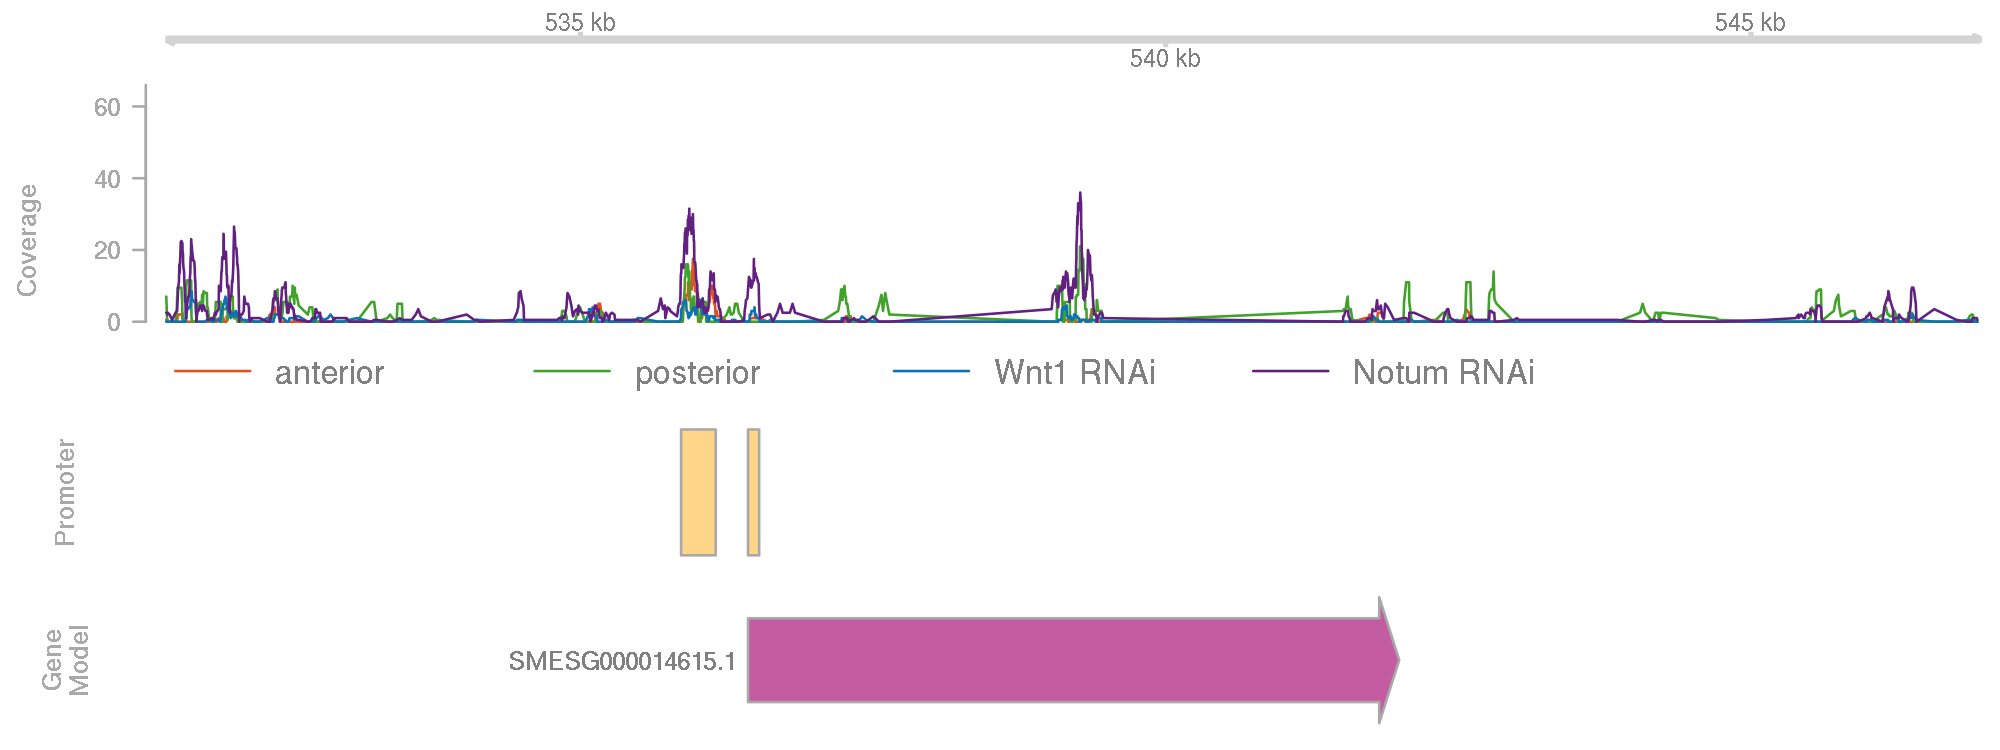 535 kb
545 kb
540 kb
60
40
20
0
Coverage
anterior
posterior
Wnt1 RNAi
Notum RNAi
Promoter
SMESG000014615.1
Gene
Model